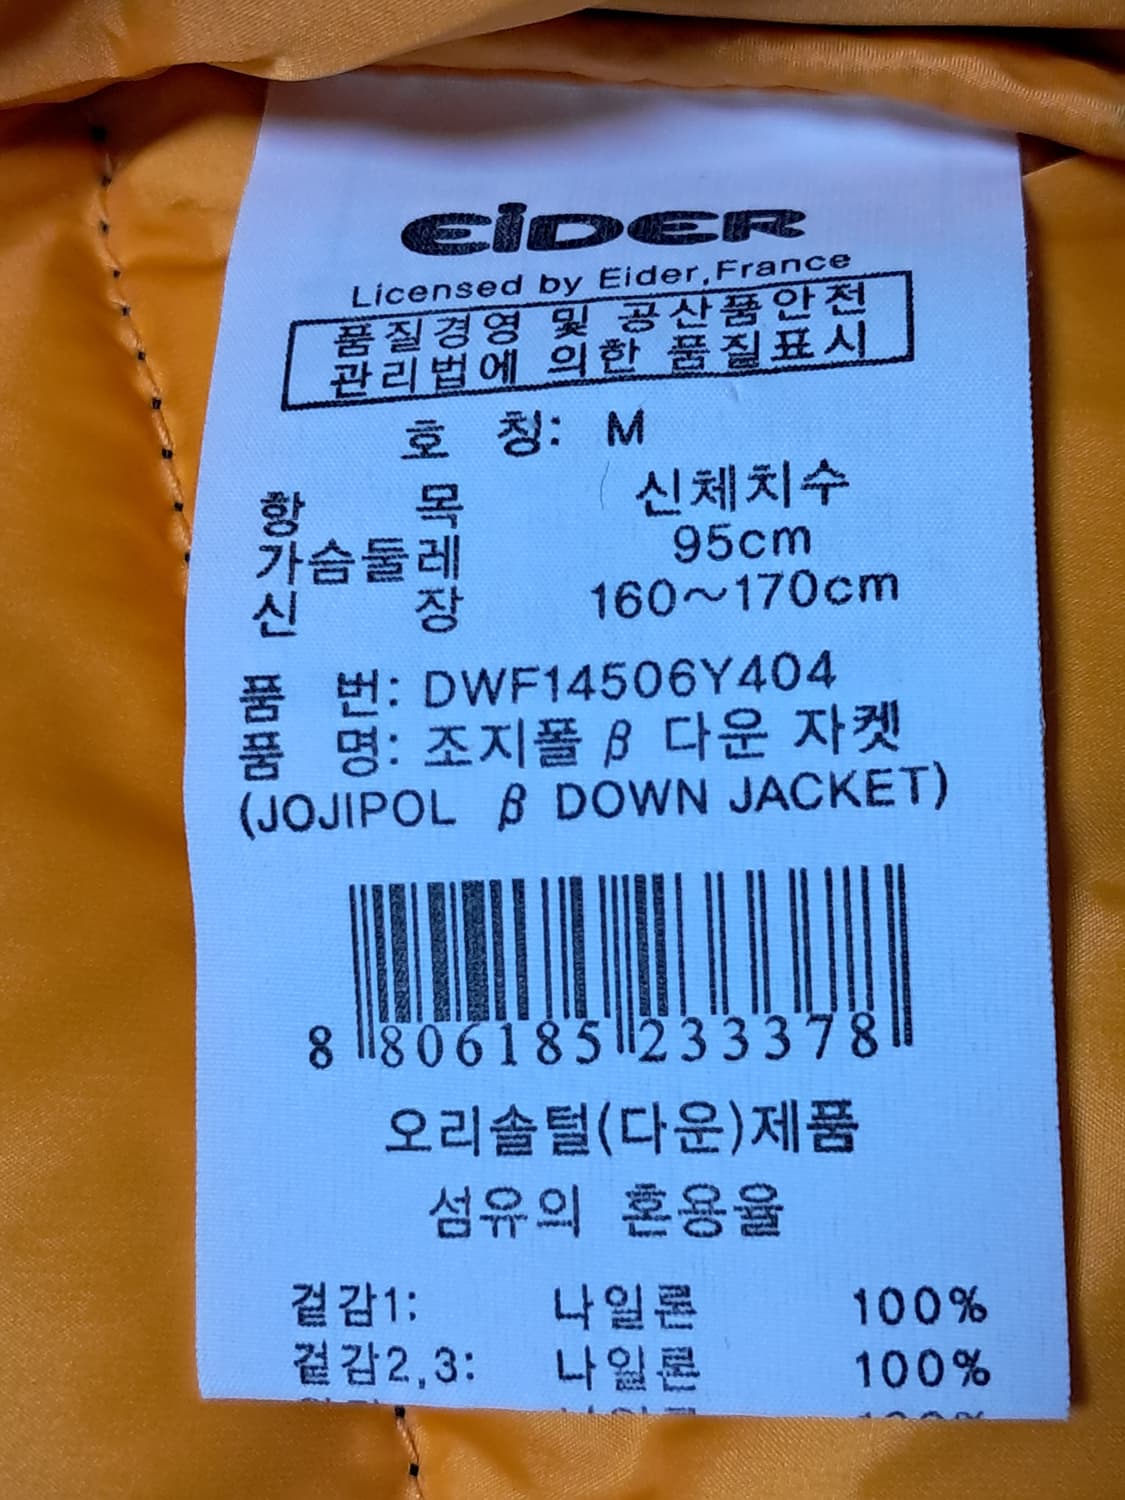 EiDER
Licensed by Eider,France
품질경영 및 공산품안전
관리법에 의한 품질표시
호 칭: M
항 목 신체치수
가슴둘레 95cm
신 장 160~170cm
품 번: DWF14506Y404
품 명: 조지폴 β 다운 자켓
(JOJIPOL β DOWN JACKET)
8 806185 233378
오리솔털(다운)제품
섬유의 혼용율
겉감1: 나일론 100%
겉감2,3: 나일론 100%